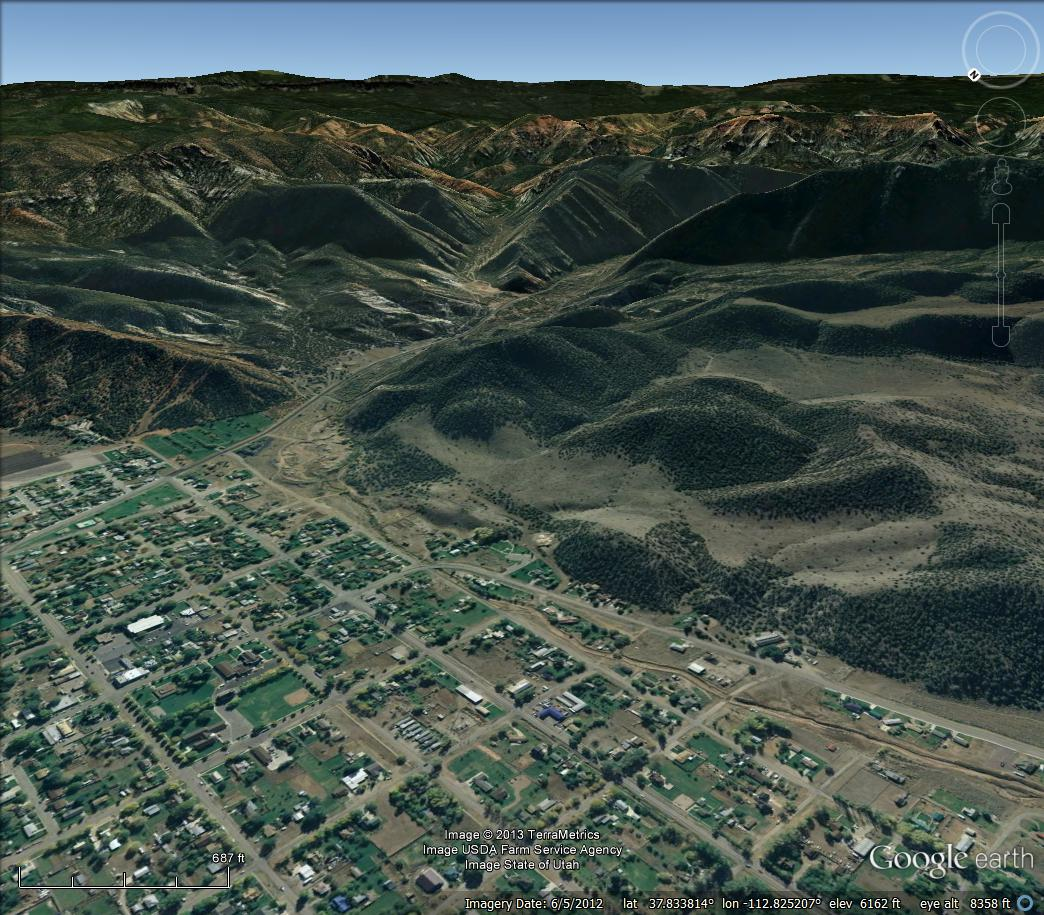 N
687 ft
Image © 2013 TerraMetrics
Image USDA Farm Service Agency
Image State of Utah
Google earth
Imagery Date: 6/5/2012 lat 37.833814° lon -112.825207° elev 6162 ft eye alt 8358 ft